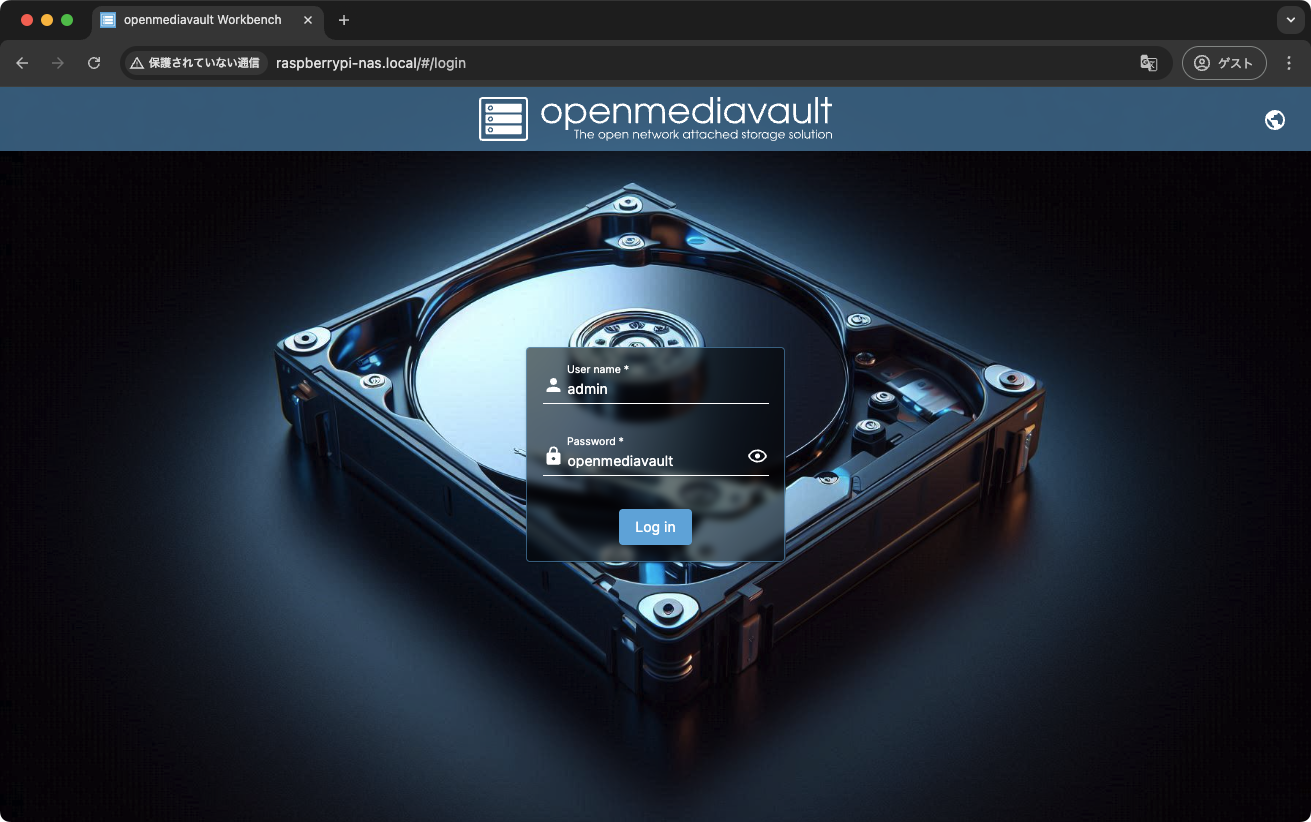 openmediavault Workbench
保護されていない通信
raspberrypi-nas.local/#/login
ゲスト
openmediavault
The open network attached storage solution
User name *
admin
Password *
openmediavault
Log in